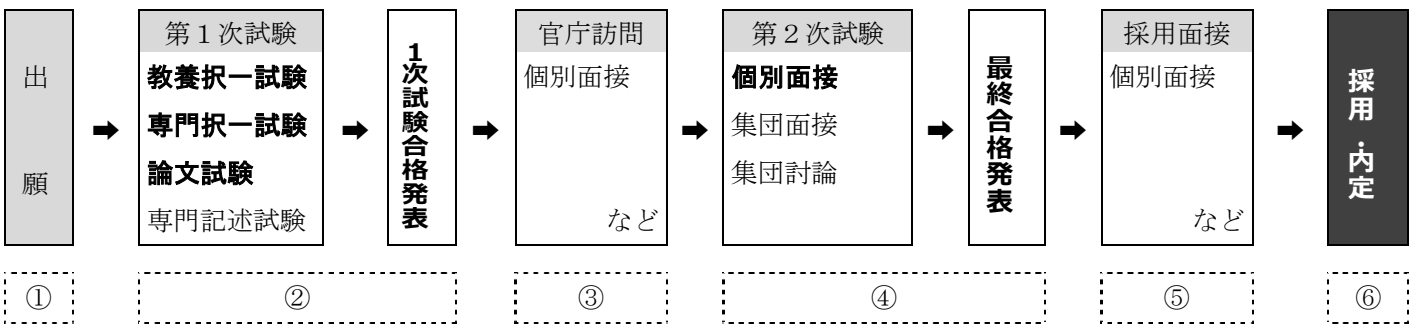 出願
➡
第１次試験
教養択一試験
専門択一試験
論文試験
専門記述試験
➡
１次試験合格発表
➡
官庁訪問
個別面接
など
➡
第２次試験
個別面接
集団面接
集団討論
➡
最終合格発表
➡
採用面接
個別面接
など
➡
採用・内定
①
②
③
④
⑤
⑥